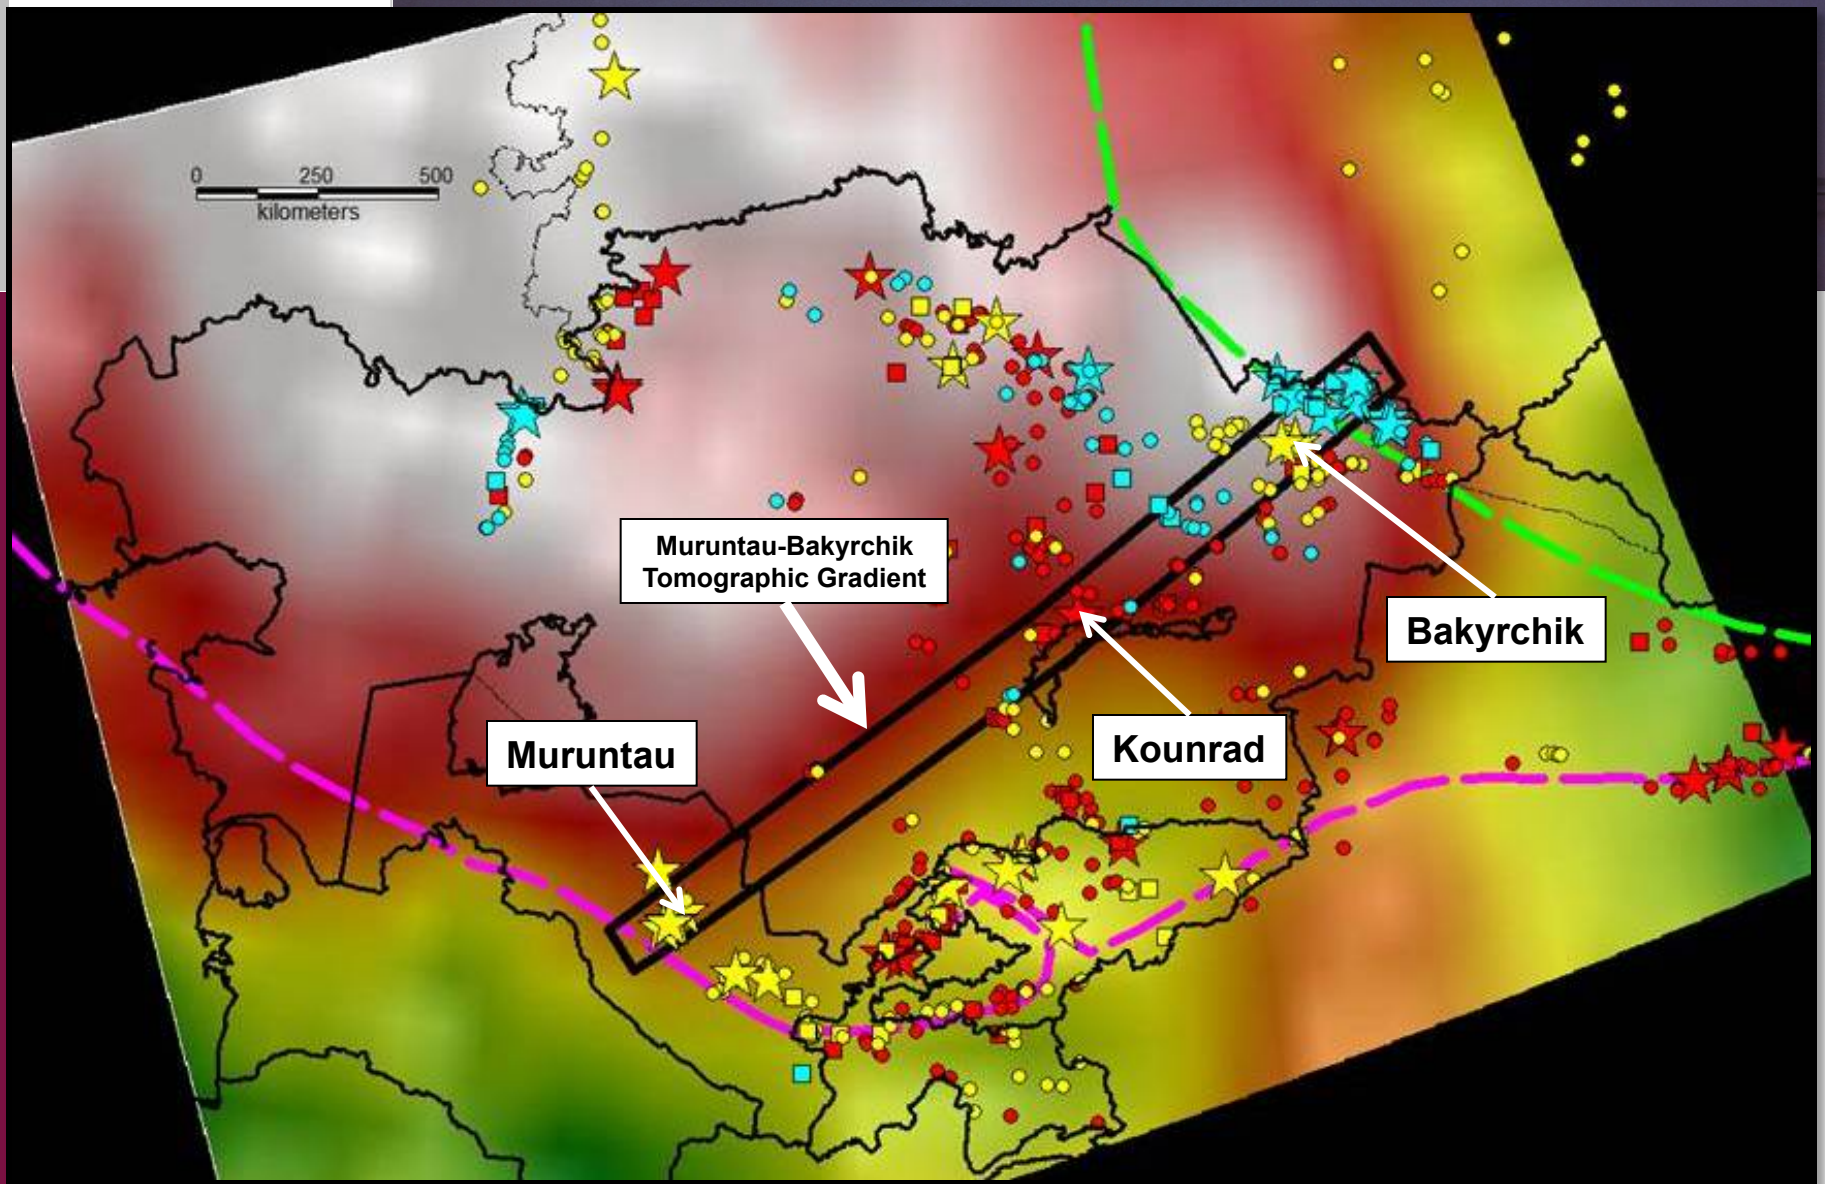 0 250 500
kilometers
Muruntau-Bakyrchik
Tomographic Gradient
Bakyrchik
Muruntau
Kounrad